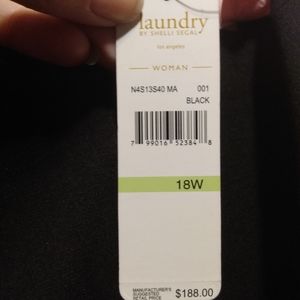 laundry
BY SHELLI SEGAL
los angeles
WOMAN
N4S13S40 MA 001
BLACK
7 99016 52384 8
18W
MANUFACTURER'S
SUGGESTED
RETAIL PRICE $188.00